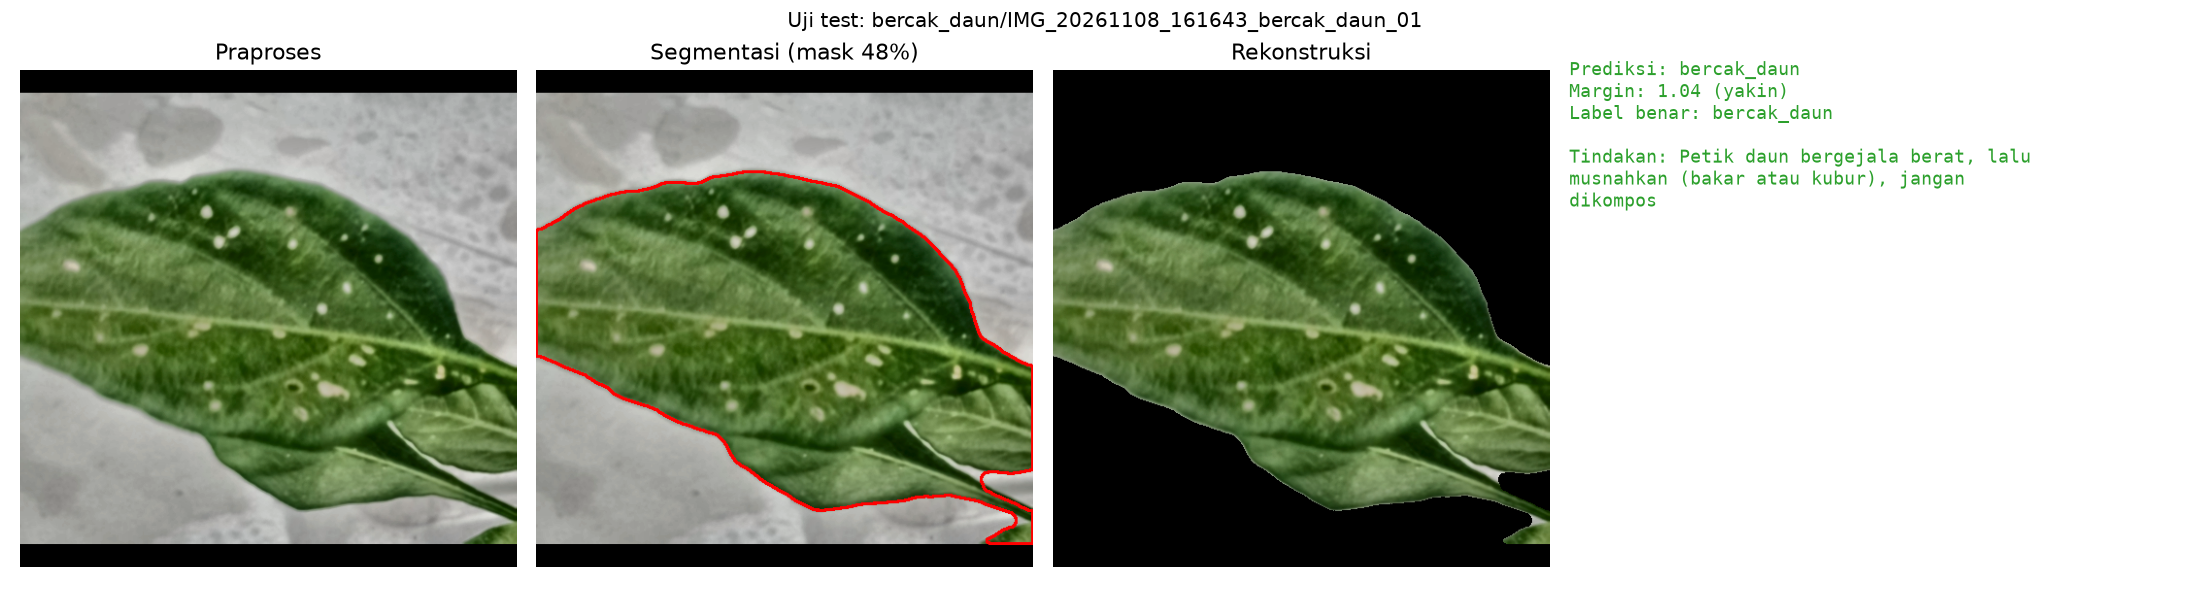 Uji test: bercak_daun/IMG_20261108_161643_bercak_daun_01
Praproses
Segmentasi (mask 48%)
Rekonstruksi
Prediksi: bercak_daun
Margin: 1.04 (yakin)
Label benar: bercak_daun
Tindakan: Petik daun bergejala berat, lalu
musnahkan (bakar atau kubur), jangan
dikompos